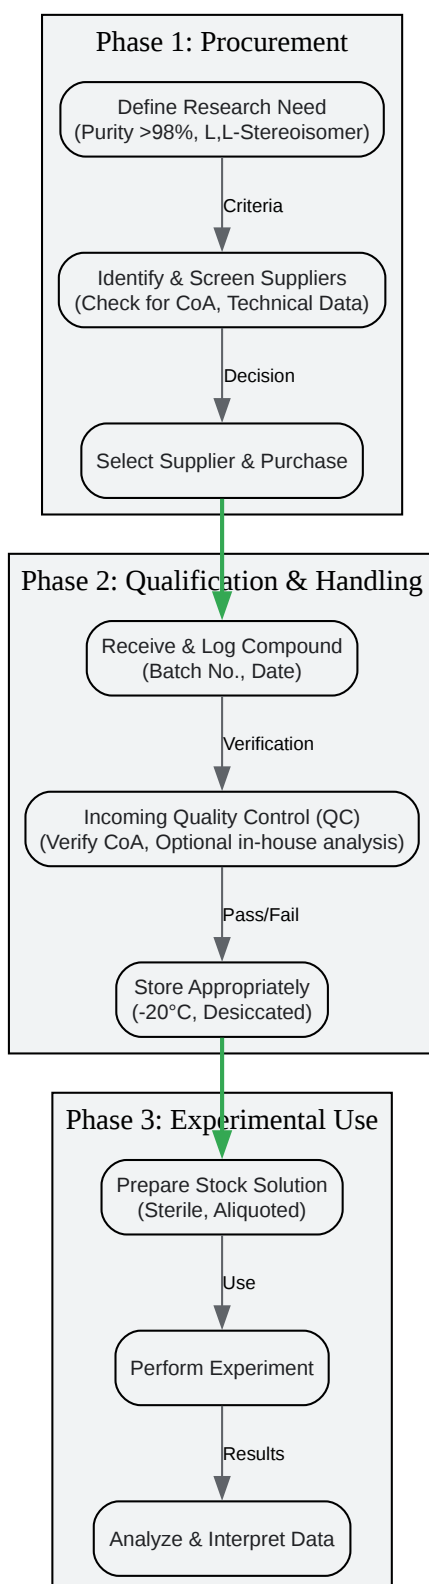 Phase 1: Procurement
Define Research Need
(Purity >98%, L,L-Stereoisomer)
Criteria
Identify & Screen Suppliers
(Check for CoA, Technical Data)
Decision
Select Supplier & Purchase
Phase 2: Qualification & Handling
Receive & Log Compound
(Batch No., Date)
Verification
Incoming Quality Control (QC)
(Verify CoA, Optional in-house analysis)
Pass/Fail
Store Appropriately
(-20°C, Desiccated)
Phase 3: Experimental Use
Prepare Stock Solution
(Sterile, Aliquoted)
Use
Perform Experiment
Results
Analyze & Interpret Data